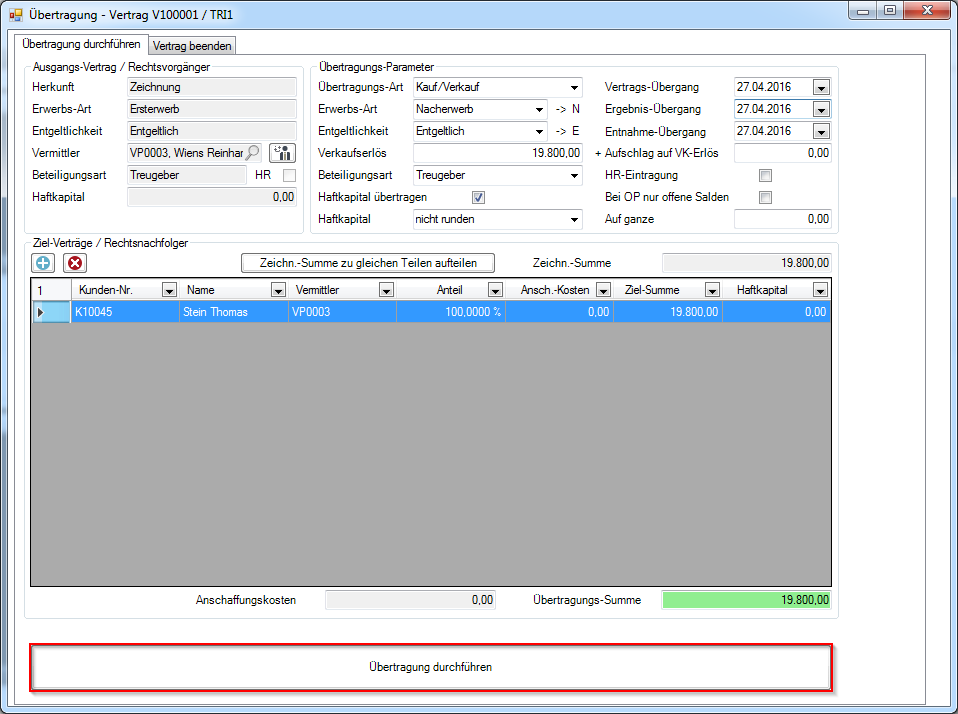 Übertragung - Vertrag V100001 / TRI1
Übertragung durchführen Vertrag beenden
Ausgangs-Vertrag / Rechtsvorgänger
Herkunft Zeichnung
Erwerbs-Art Ersterwerb
Entgeltlichkeit Entgeltlich
Vermittler VP0003, Wiens Reinhar
Beteiligungsart Treugeber HR
Haftkapital 0,00
Übertragungs-Parameter
Übertragungs-Art Kauf/Verkauf Vertrags-Übergang 27.04.2016
Erwerbs-Art Nacherwerb -> N Ergebnis-Übergang 27.04.2016
Entgeltlichkeit Entgeltlich -> E Entnahme-Übergang 27.04.2016
Verkaufserlös 19.800,00 + Aufschlag auf VK-Erlös 0,00
Beteiligungsart Treugeber HR-Eintragung
Haftkapital übertragen Bei OP nur offene Salden
Haftkapital nicht runden Auf ganze 0,00
Ziel-Verträge / Rechtsnachfolger
Zeichn.-Summe zu gleichen Teilen aufteilen Zeichn.-Summe 19.800,00
1 Kunden-Nr. Name Vermittler Anteil Ansch.-Kosten Ziel-Summe Haftkapital
K10045 Stein Thomas VP0003 100,0000 % 0,00 19.800,00 0,00
Anschaffungskosten 0,00 Übertragungs-Summe 19.800,00
Übertragung durchführen